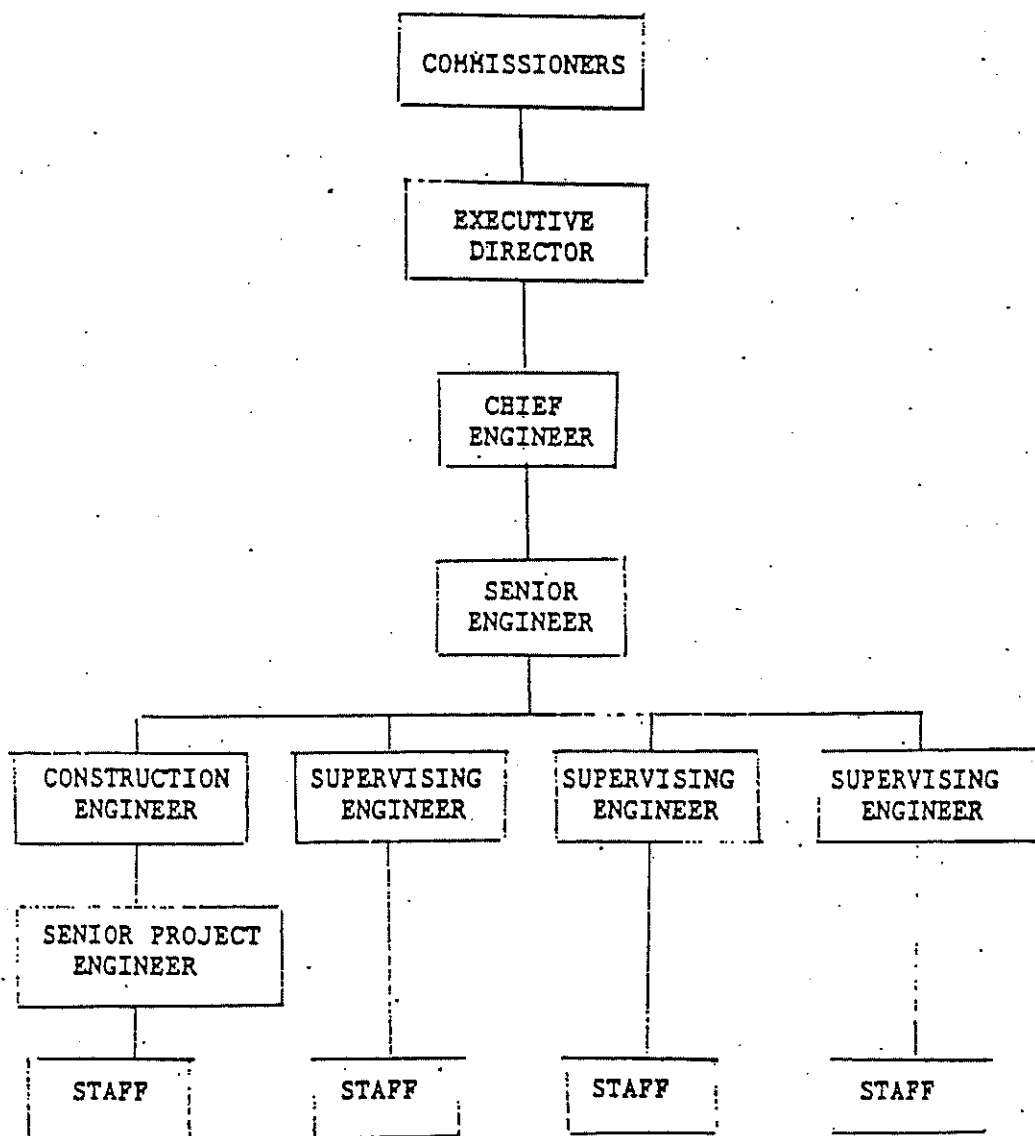 COMMISSIONERS
EXECUTIVE
DIRECTOR
CHIEF
ENGINEER
SENIOR
ENGINEER
CONSTRUCTION
ENGINEER
SUPERVISING
ENGINEER
SUPERVISING
ENGINEER
SUPERVISING
ENGINEER
SENIOR PROJECT
ENGINEER
STAFF
STAFF
STAFF
STAFF